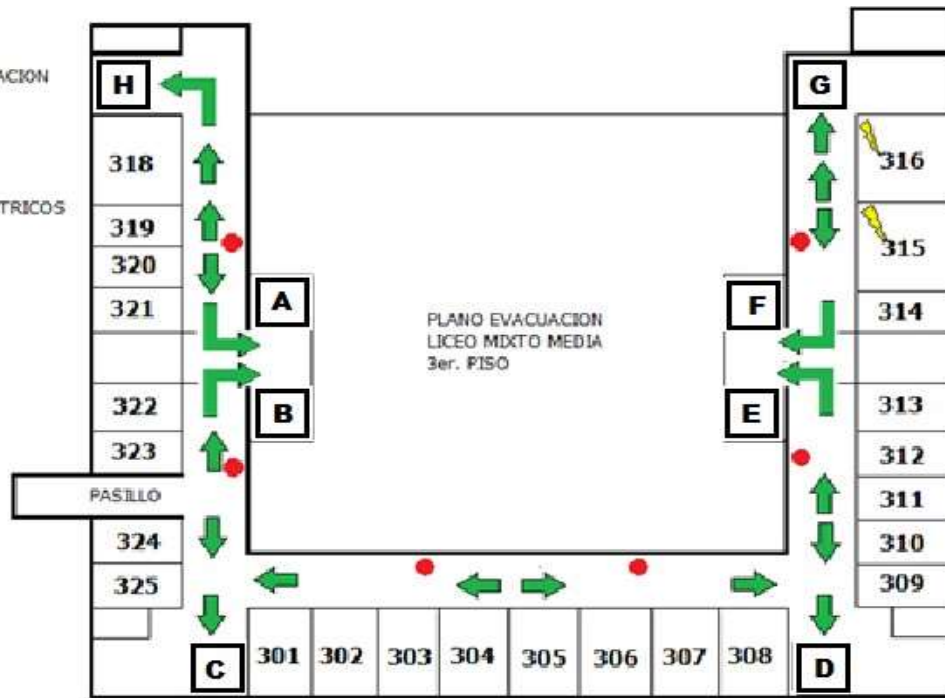 ACION
TRICOS
H
318
319
320
321
322
323
PASILLO
324
325
C
A
B
PLANO EVACUACION
LICEO MIXTO MEDIA
3er. PISO
F
E
G
316
315
314
313
312
311
310
309
301 302 303 304 305 306 307 308
D